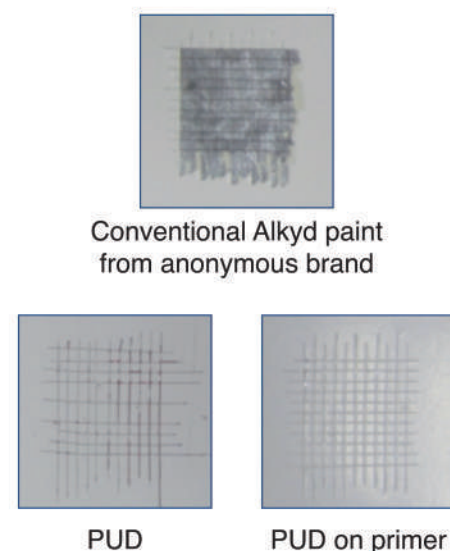 Conventional Alkyd paint
from anonymous brand
PUD
PUD on primer